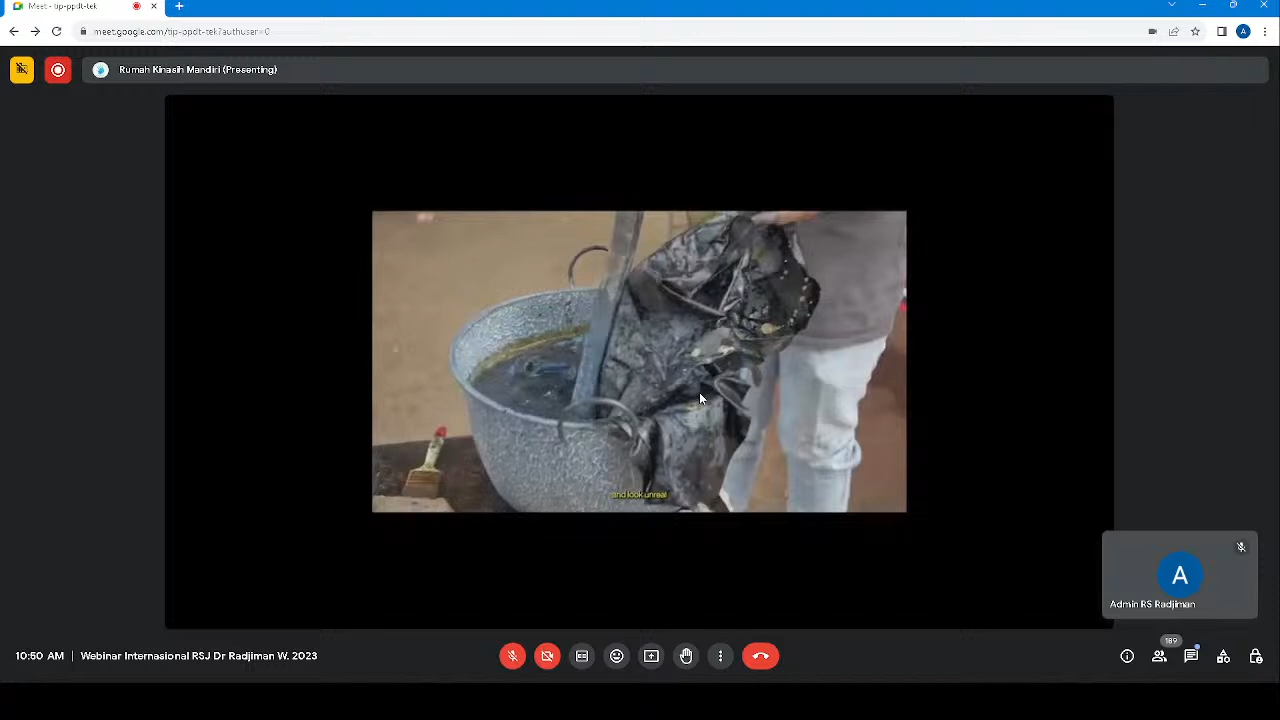 Meet - tip-ppdt-tek
meet.google.com/tip-ppdt-tek?authuser=0
A
Rumah Kinasih Mandiri (Presenting)
and look unreal
A
Admin RS Radjiman
189
10:50 AM | Webinar Internasional RSJ Dr Radjiman W. 2023